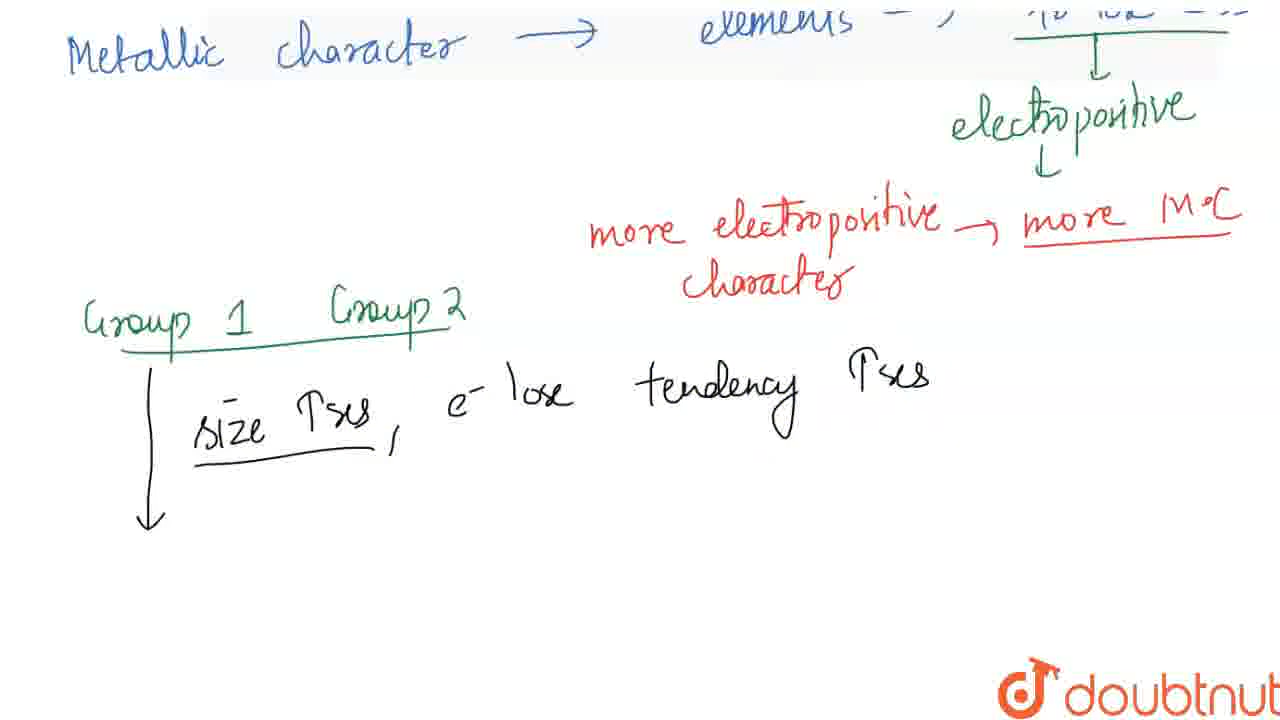 Metallic character → elements
electropositive
more electropositive → more M.C
character
Group 1 Group 2
size ↑ses, e⁻ lose tendency ↑ses
doubtnut